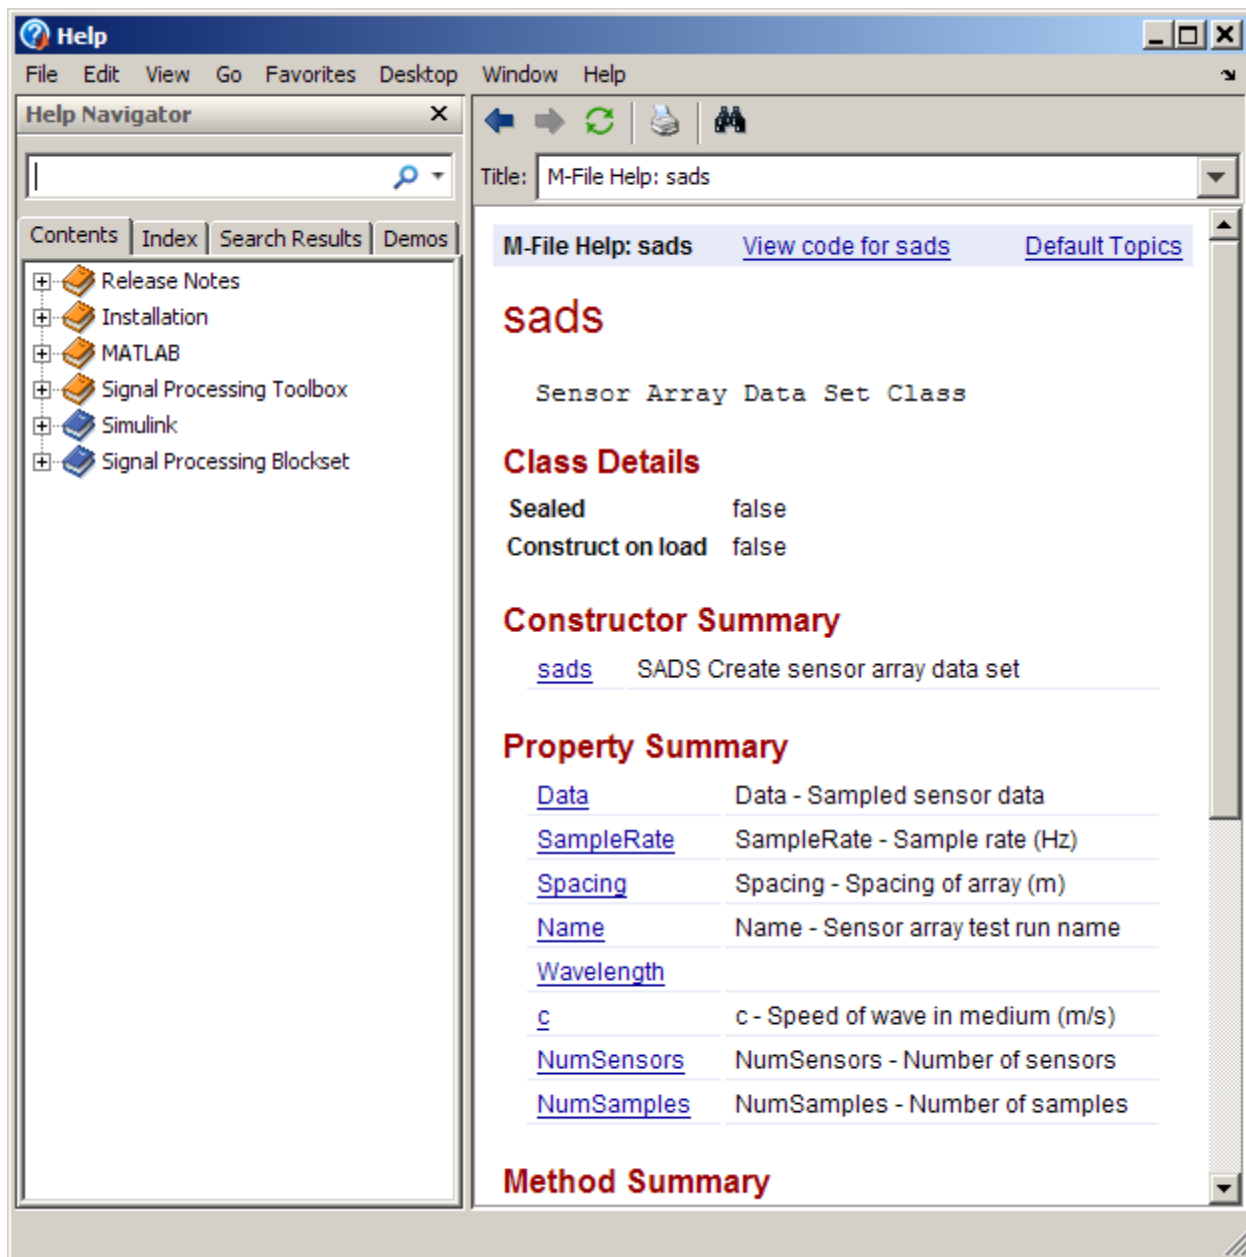 Help
File Edit View Go Favorites Desktop Window Help
Help Navigator
Contents Index Search Results Demos
Release Notes
Installation
MATLAB
Signal Processing Toolbox
Simulink
Signal Processing Blockset
Title: M-File Help: sads
M-File Help: sads View code for sads Default Topics
sads
Sensor Array Data Set Class
Class Details
Sealed false
Construct on load false
Constructor Summary
sads SADS Create sensor array data set
Property Summary
Data Data - Sampled sensor data
SampleRate SampleRate - Sample rate (Hz)
Spacing Spacing - Spacing of array (m)
Name Name - Sensor array test run name
Wavelength
c c - Speed of wave in medium (m/s)
NumSensors NumSensors - Number of sensors
NumSamples NumSamples - Number of samples
Method Summary